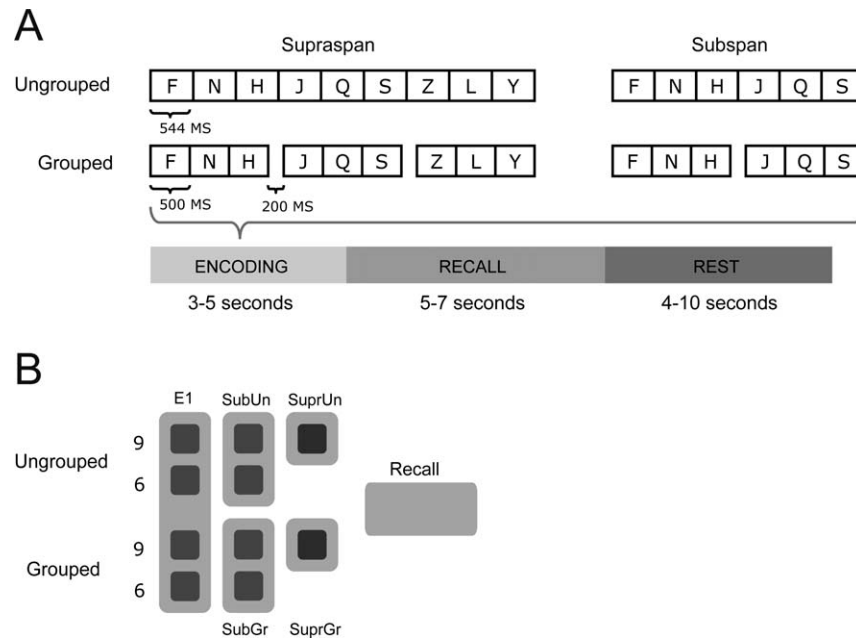 A
Supraspan Subspan
Ungrouped F N H J Q S Z L Y F N H J Q S
544 MS
Grouped F N H J Q S Z L Y F N H J Q S
500 MS 200 MS
ENCODING RECALL REST
3-5 seconds 5-7 seconds 4-10 seconds
B
E1 SubUn SuprUn
9
Ungrouped
6
Recall
9
Grouped
6
SubGr SuprGr